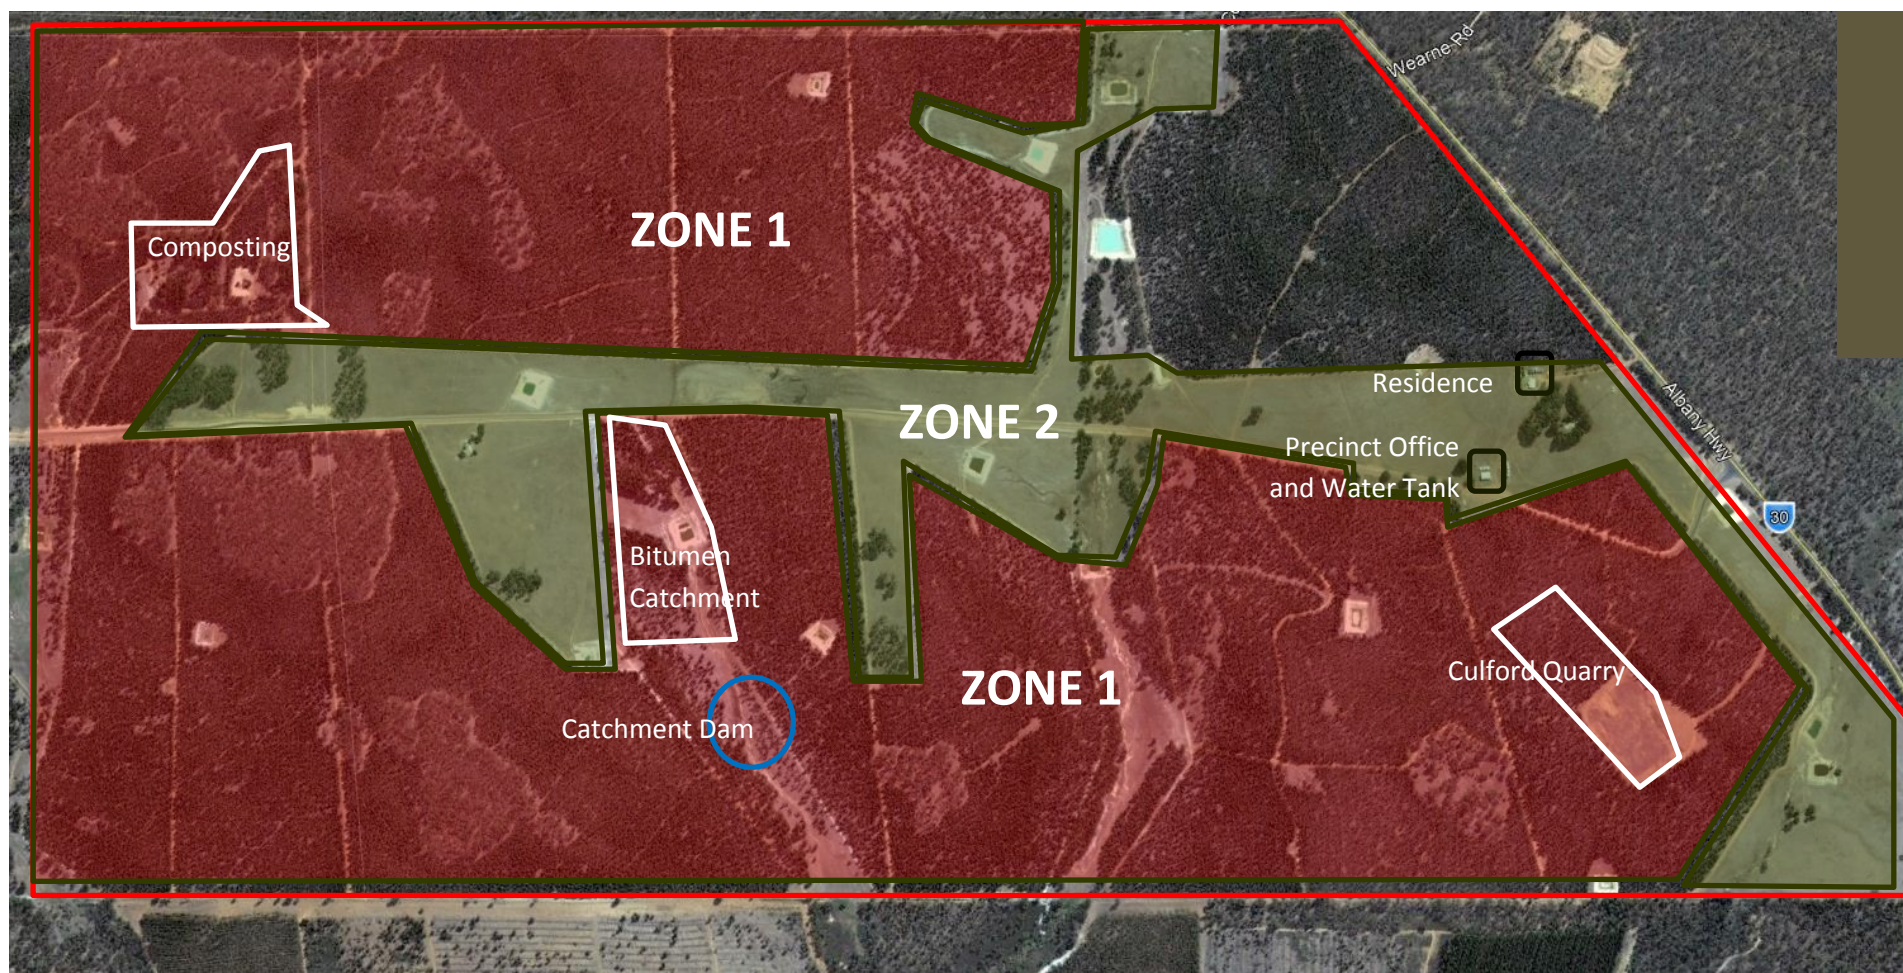 Wearne Rd
ZONE 1
Composting
Residence
ZONE 2
Albany Hwy
Precinct Office
and Water Tank
30
Bitumen
Catchment
Culford Quarry
ZONE 1
Catchment Dam